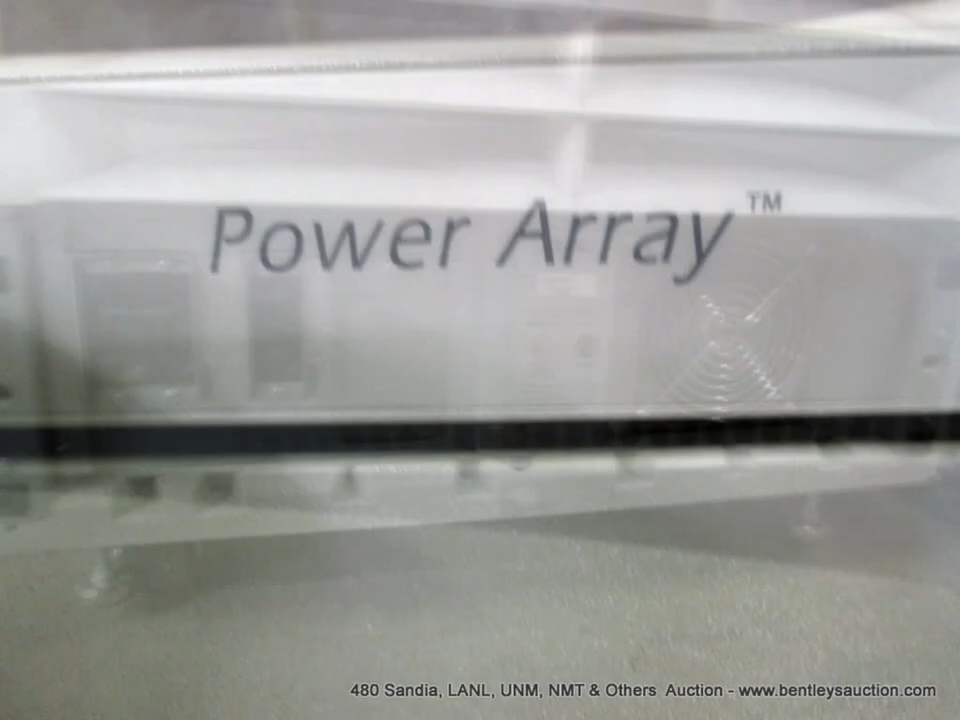 Power Array™
480 Sandia, LANL, UNM, NMT & Others Auction - www.bentleysauction.com